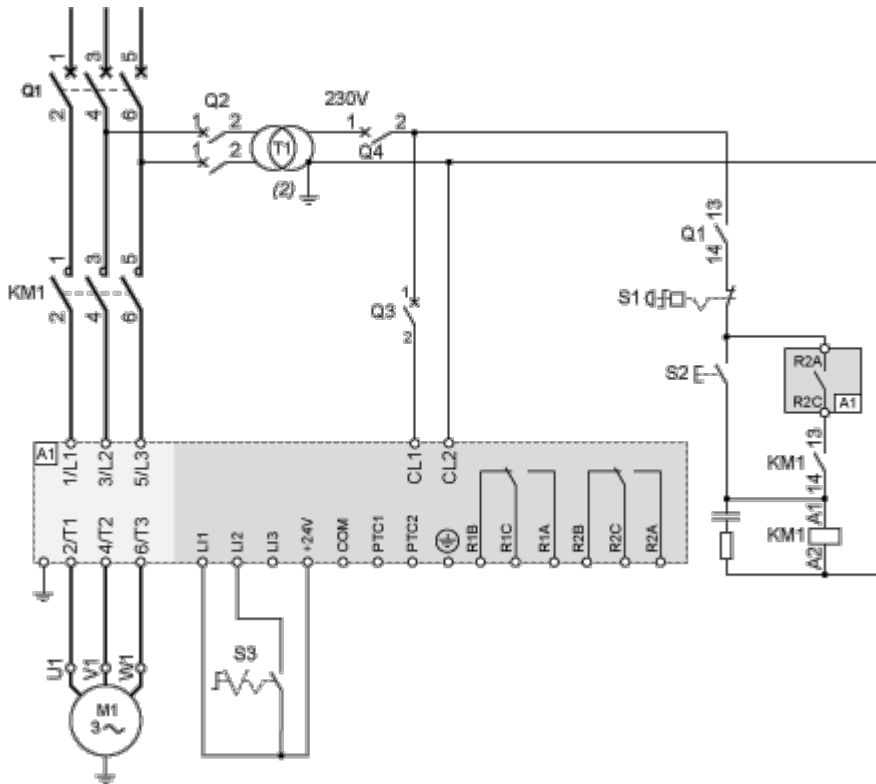 1 3 5
Q1
2 4 6
Q2 230V
1 2 1 2
1 2 T1 Q4
(2)
13
Q1
14
1 3 5
KM1
2 4 6
1
Q3
2
S1
S2
R2A
R2C A1
13
KM1
14
A1
KM1
A2
A1 1/L1 3/L2 5/L3 CL1 CL2
2/T1 4/T2 6/T3 LI1 LI2 LI3 +24V COM PTC1 PTC2 R1B R1C R1A R2B R2C R2A
S3
U1 V1 W1
M1
3~